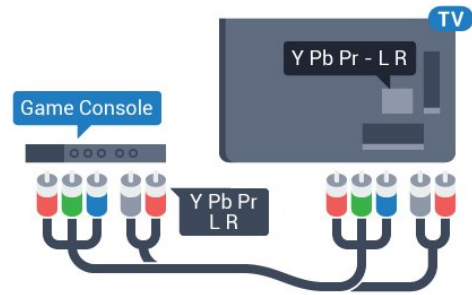 TV
Y Pb Pr - L R
Game Console
Y Pb Pr
L R